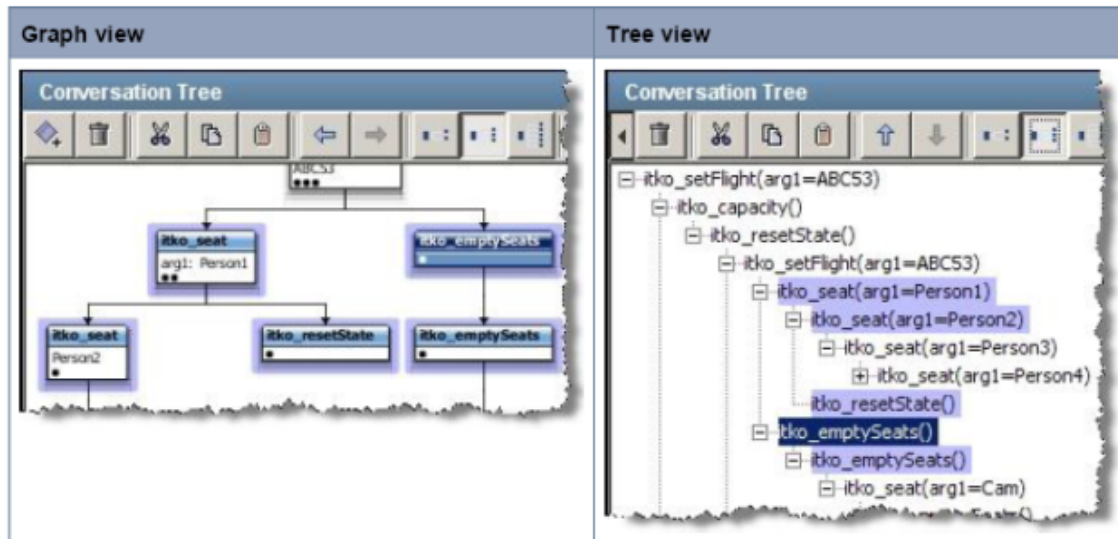 Graph view
Tree view
Conversation Tree
ABC53
itko_seat
arg1: Person1
itko_emptySeats
itko_seat
Person2
itko_resetState
itko_emptySeats
Conversation Tree
itko_setFlight(arg1=ABC53)
itko_capacity()
itko_resetState()
itko_setFlight(arg1=ABC53)
itko_seat(arg1=Person1)
itko_seat(arg1=Person2)
itko_seat(arg1=Person3)
itko_seat(arg1=Person4)
itko_resetState()
itko_emptySeats()
itko_emptySeats()
itko_seat(arg1=Cam)